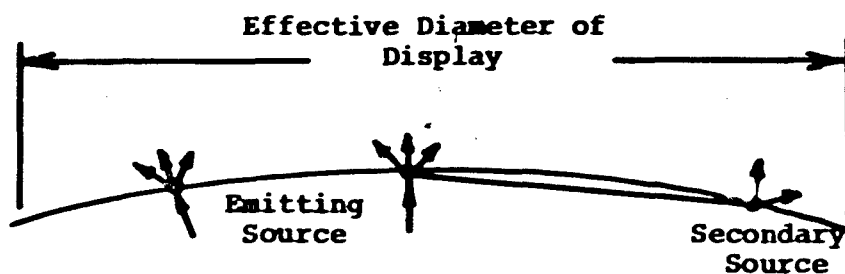 Effective Diameter of
Display
Emitting
Source
Secondary
Source